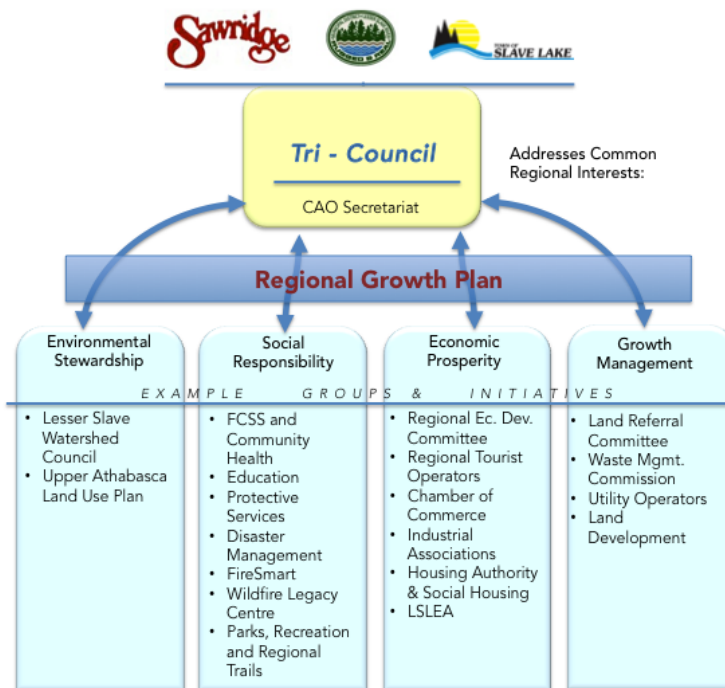 Sawridge
TOWN OF
SLAVE LAKE
Tri - Council
CAO Secretariat
Addresses Common
Regional Interests:
Regional Growth Plan
Environmental
Stewardship
Social
Responsibility
Economic
Prosperity
Growth
Management
EXAMPLE GROUPS & INITIATIVES
• Lesser Slave
Watershed
Council
• Upper Athabasca
Land Use Plan
• FCSS and
Community
Health
• Education
• Protective
Services
• Disaster
Management
• FireSmart
• Wildfire Legacy
Centre
• Parks, Recreation
and Regional
Trails
• Regional Ec. Dev.
Committee
• Regional Tourist
Operators
• Chamber of
Commerce
• Industrial
Associations
• Housing Authority
& Social Housing
• LSLEA
• Land Referral
Committee
• Waste Mgmt.
Commission
• Utility Operators
• Land
Development